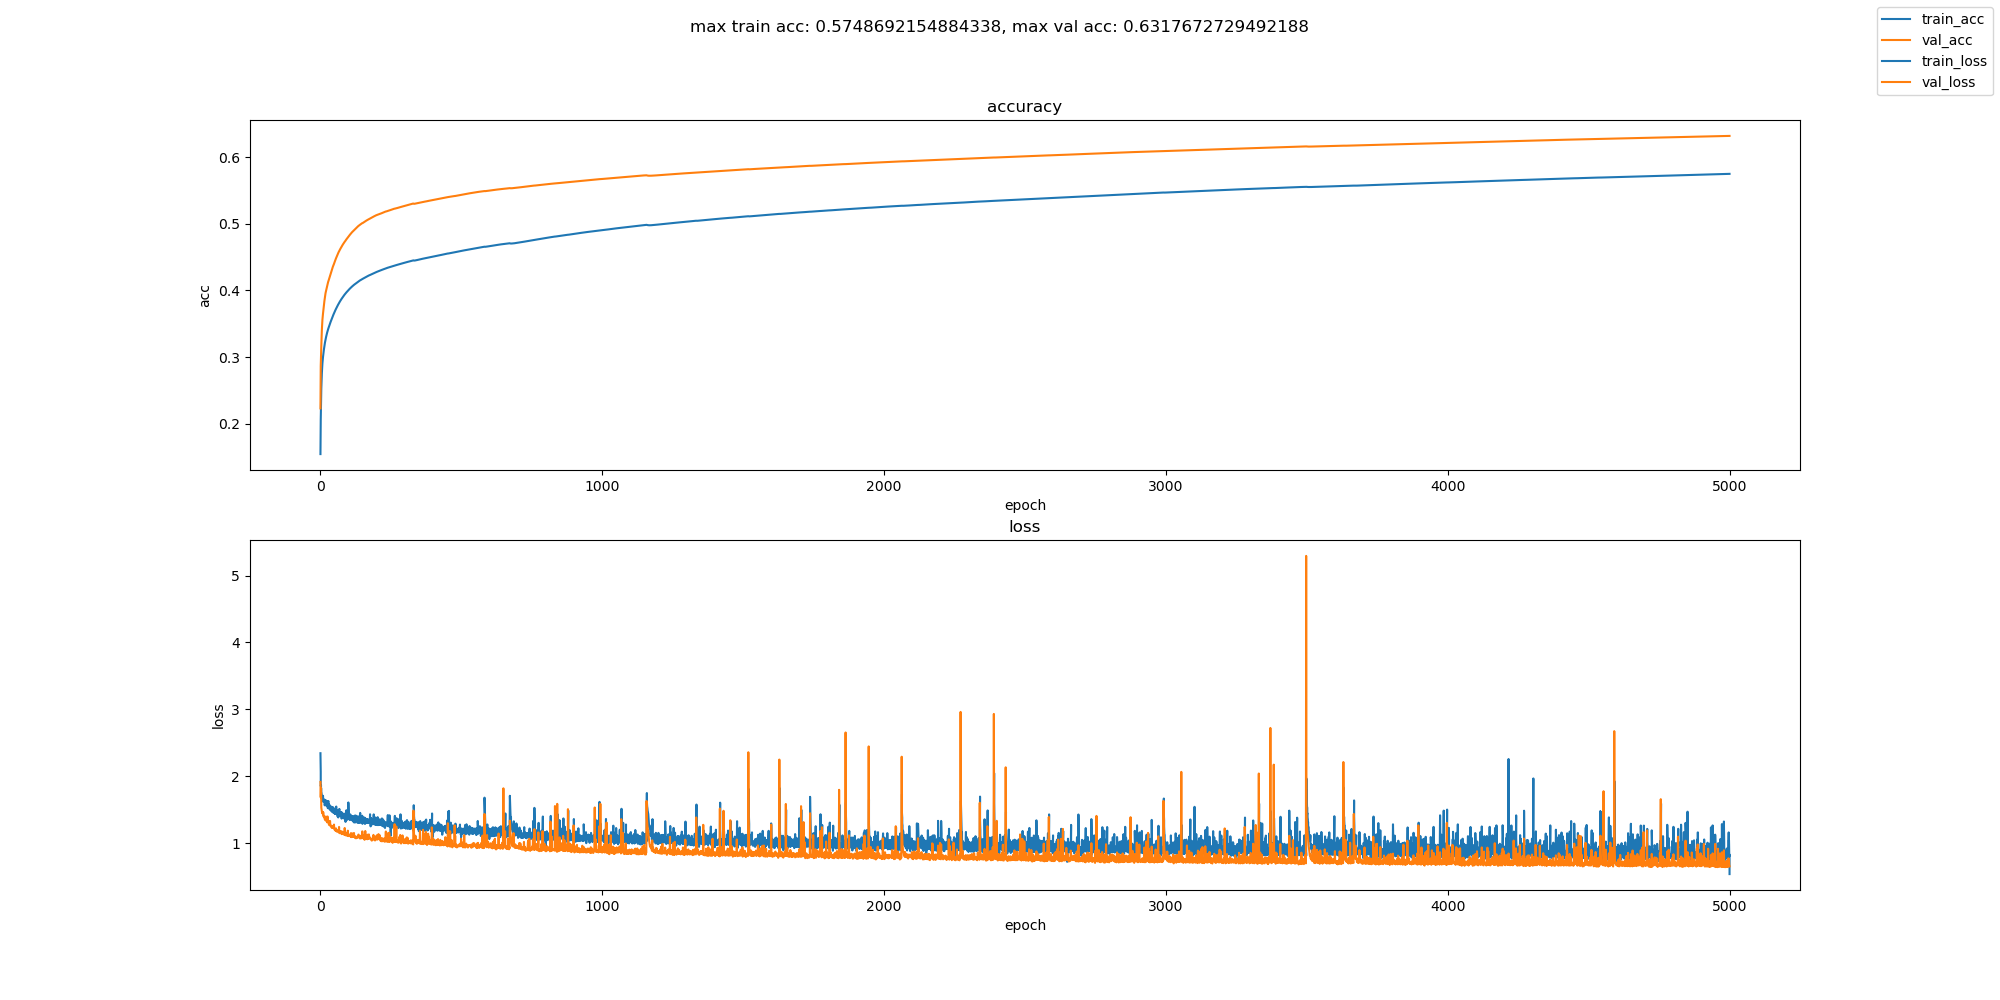 max train acc: 0.5748692154884338, max val acc: 0.6317672729492188
train_acc
val_acc
train_loss
val_loss
accuracy
acc
0.6
0.5
0.4
0.3
0.2
0 1000 2000 3000 4000 5000
epoch
loss
loss
5
4
3
2
1
0 1000 2000 3000 4000 5000
epoch